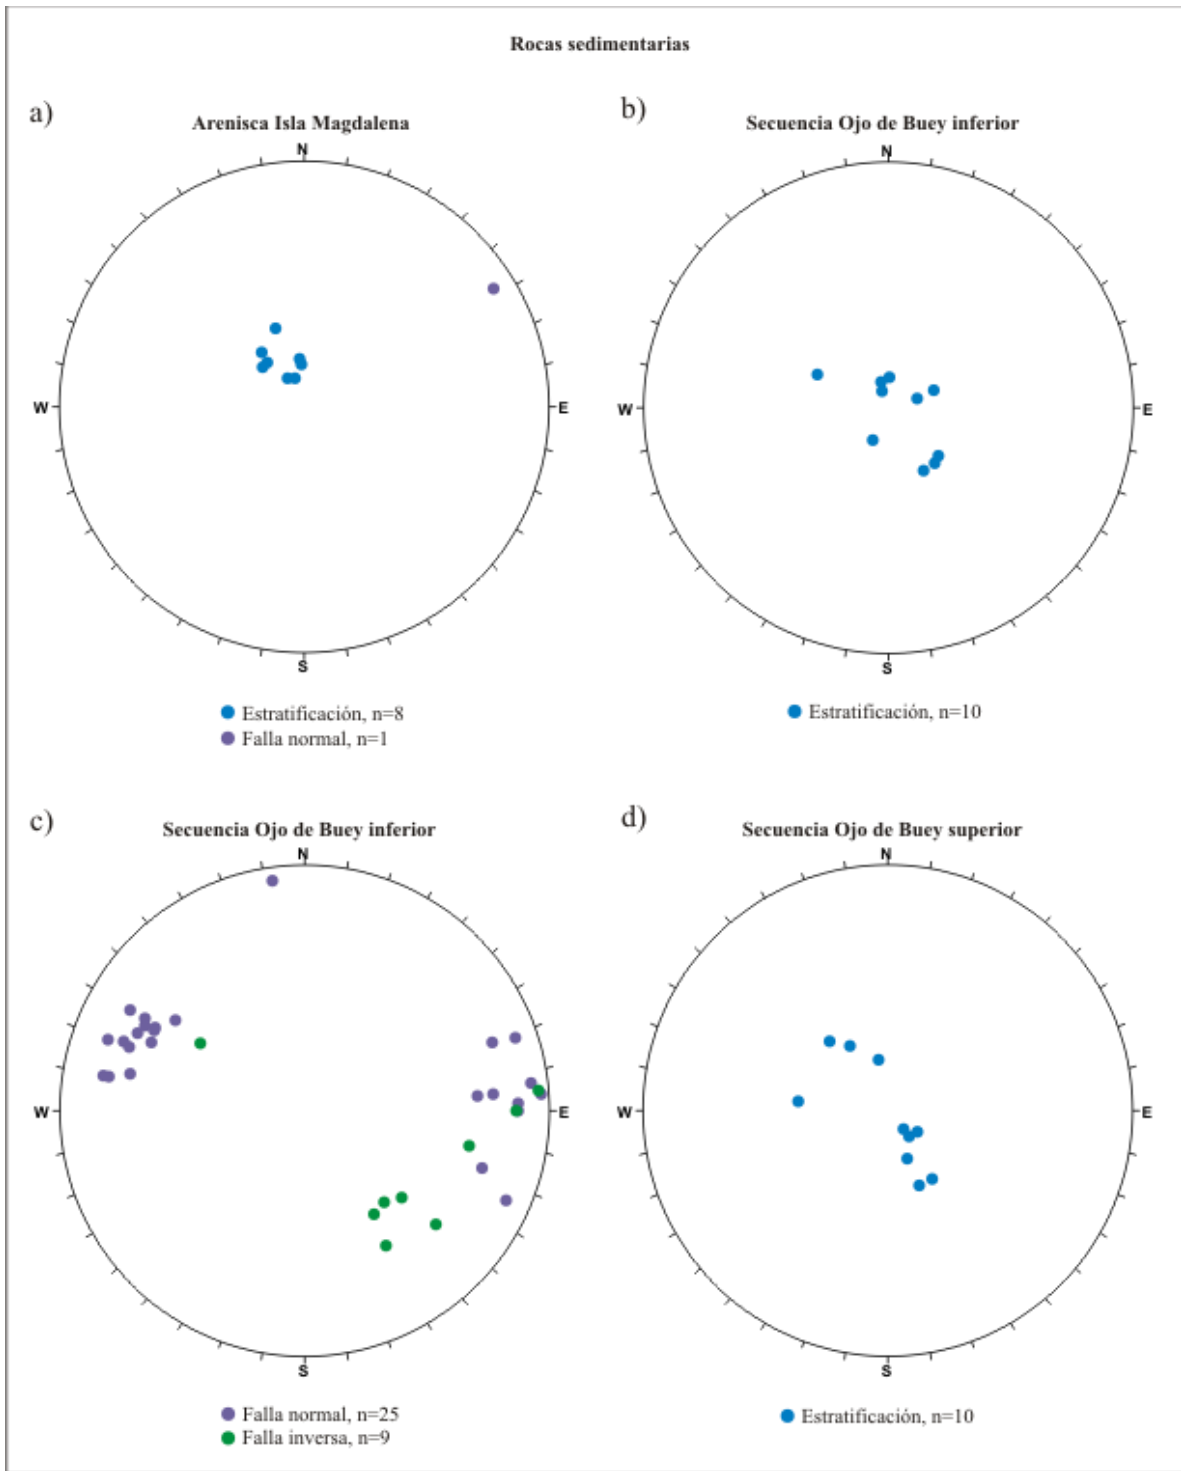 Rocas sedimentarias
a)
Arenisca Isla Magdalena
N
W
E
S
Estratificación, n=8
Falla normal, n=1
b)
Secuencia Ojo de Buey inferior
N
W
E
S
Estratificación, n=10
c)
Secuencia Ojo de Buey inferior
N
W
E
S
Falla normal, n=25
Falla inversa, n=9
d)
Secuencia Ojo de Buey superior
N
W
E
S
Estratificación, n=10